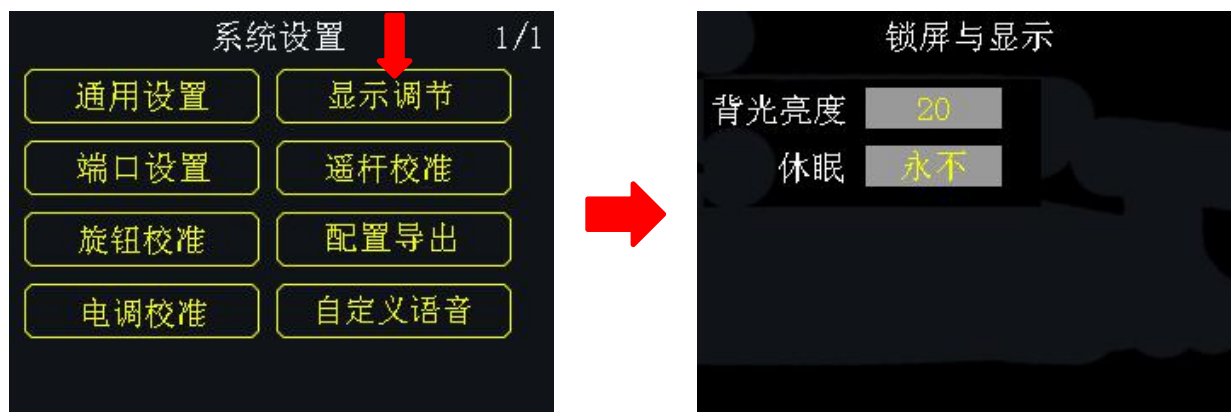 系统设置 1/1
通用设置 显示调节
端口设置 遥杆校准
旋钮校准 配置导出
电调校准 自定义语音
锁屏与显示
背光亮度 20
休眠 永不